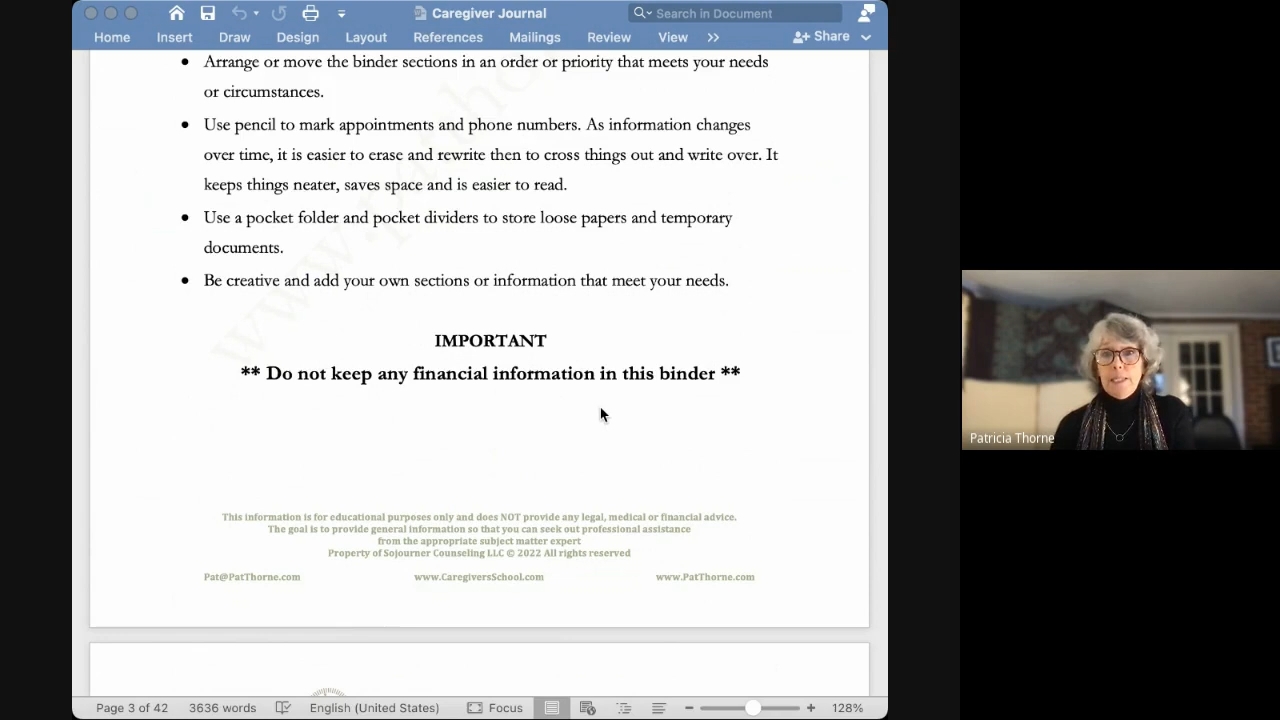 Caregiver Journal
Search in Document
Home Insert Draw Design Layout References Mailings Review View >> Share
• Arrange or move the binder sections in an order or priority that meets your needs
or circumstances.
• Use pencil to mark appointments and phone numbers. As information changes
over time, it is easier to erase and rewrite then to cross things out and write over. It
keeps things neater, saves space and is easier to read.
• Use a pocket folder and pocket dividers to store loose papers and temporary
documents.
• Be creative and add your own sections or information that meet your needs.
IMPORTANT
** Do not keep any financial information in this binder **
This information is for educational purposes only and does NOT provide any legal, medical or financial advice.
The goal is to provide general information so that you can seek out professional assistance
from the appropriate subject matter expert
Property of Sojourner Counseling LLC © 2022 All rights reserved
Pat@PatThorne.com www.CaregiversSchool.com www.PatThorne.com
Page 3 of 42 3636 words English (United States) Focus 128%
Patricia Thorne